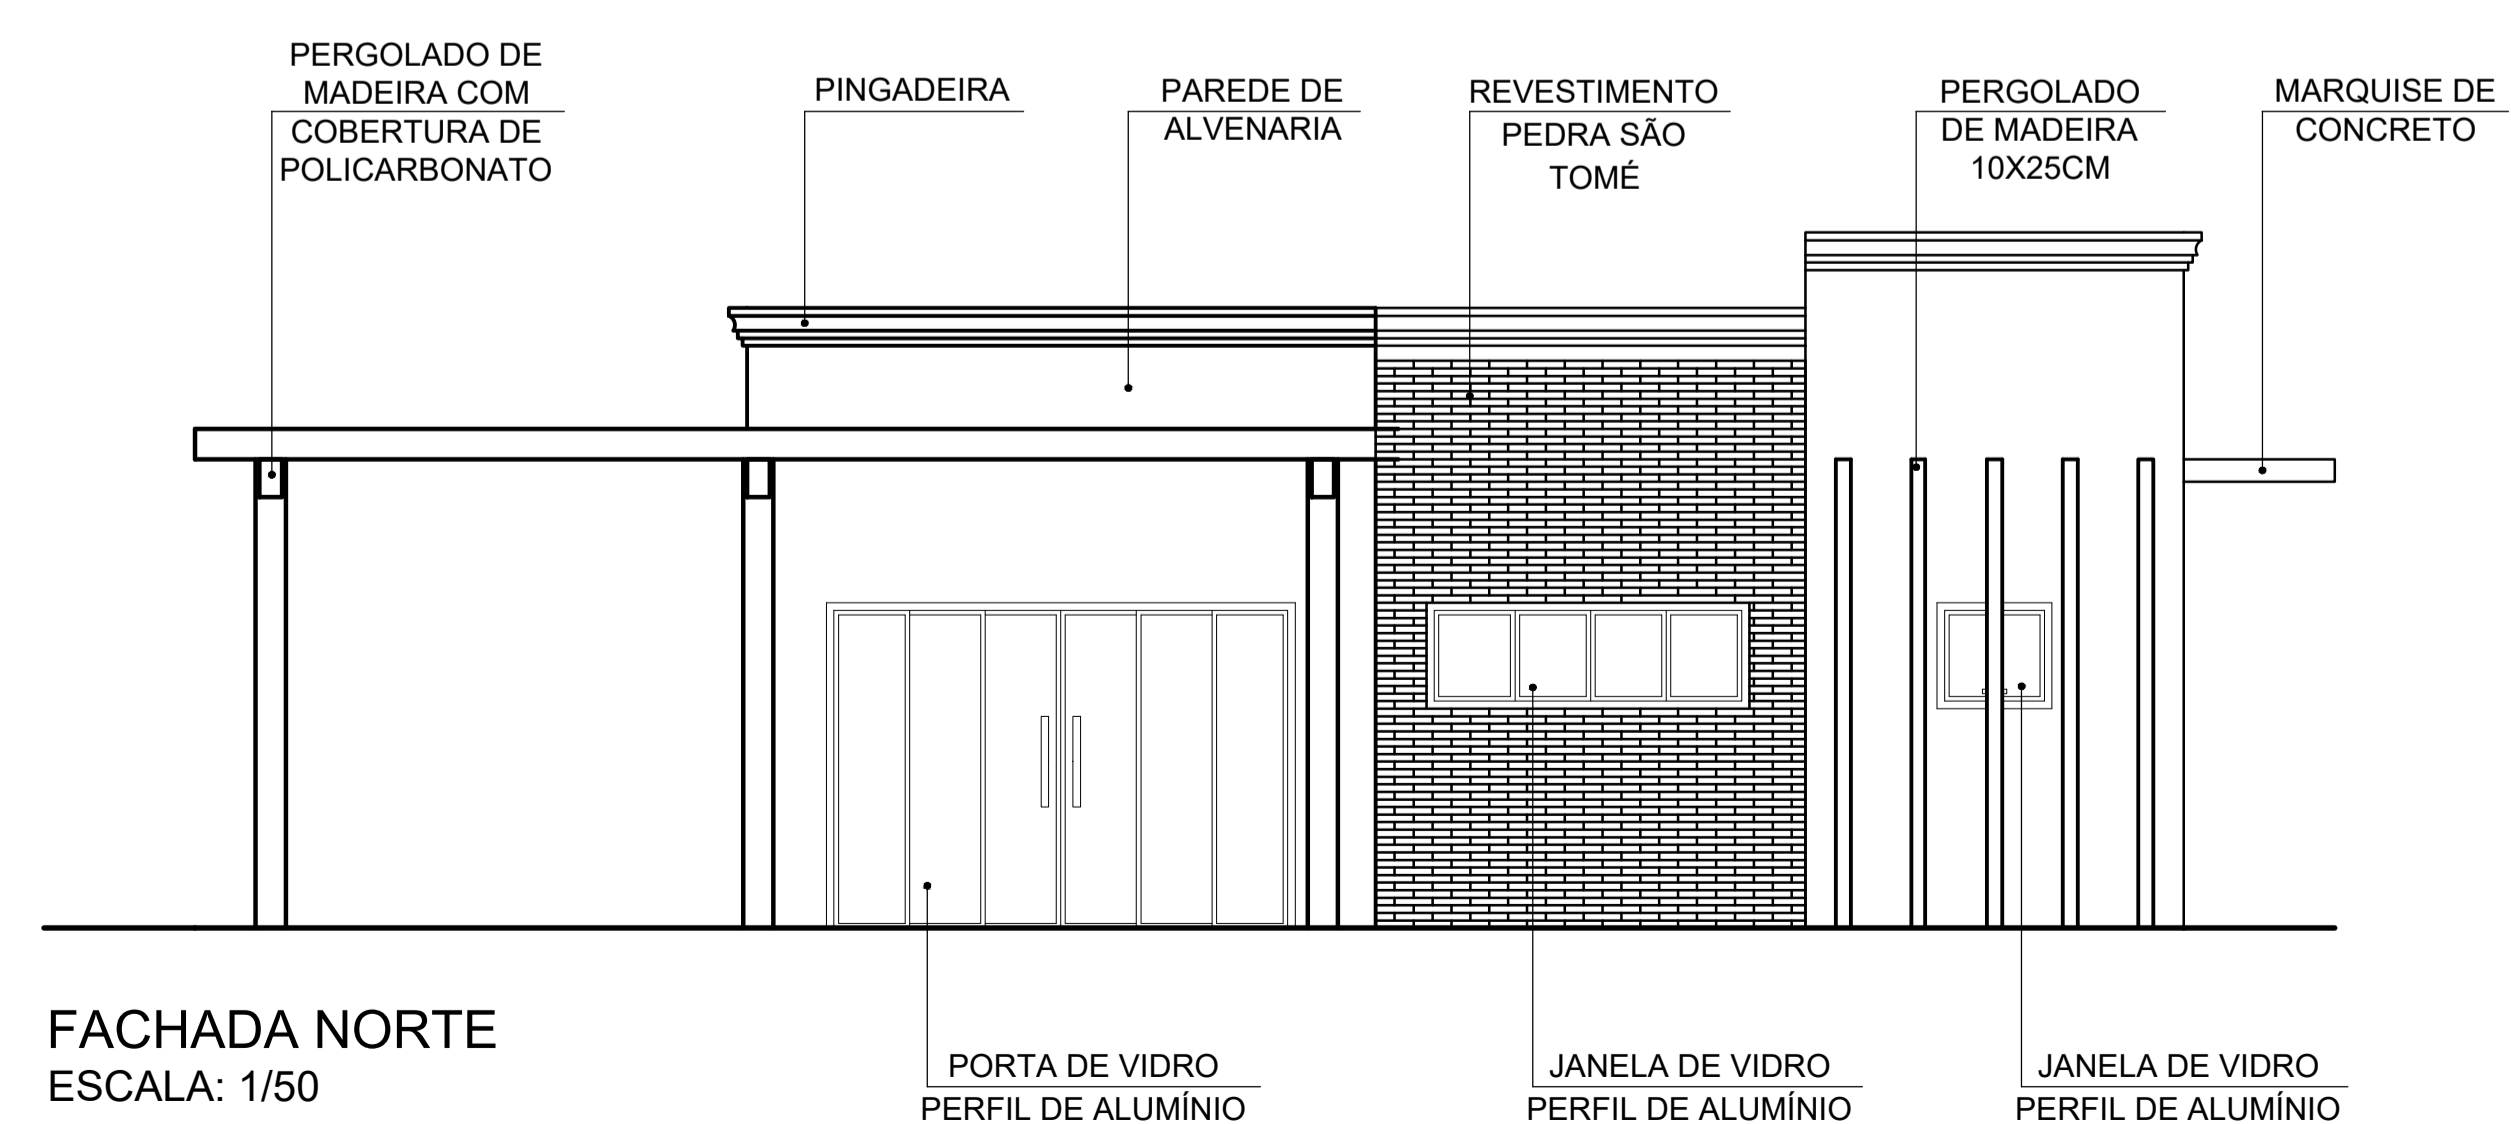 PERGOLADO DE
MADEIRA COM
COBERTURA DE
POLICARBONATO
PINGADEIRA
PAREDE DE
ALVENARIA
REVESTIMENTO
PEDRA SÃO
TOMÉ
PERGOLADO
DE MADEIRA
10X25CM
MARQUISE DE
CONCRETO
FACHADA NORTE
ESCALA: 1/50
PORTA DE VIDRO
PERFIL DE ALUMÍNIO
JANELA DE VIDRO
PERFIL DE ALUMÍNIO
JANELA DE VIDRO
PERFIL DE ALUMÍNIO